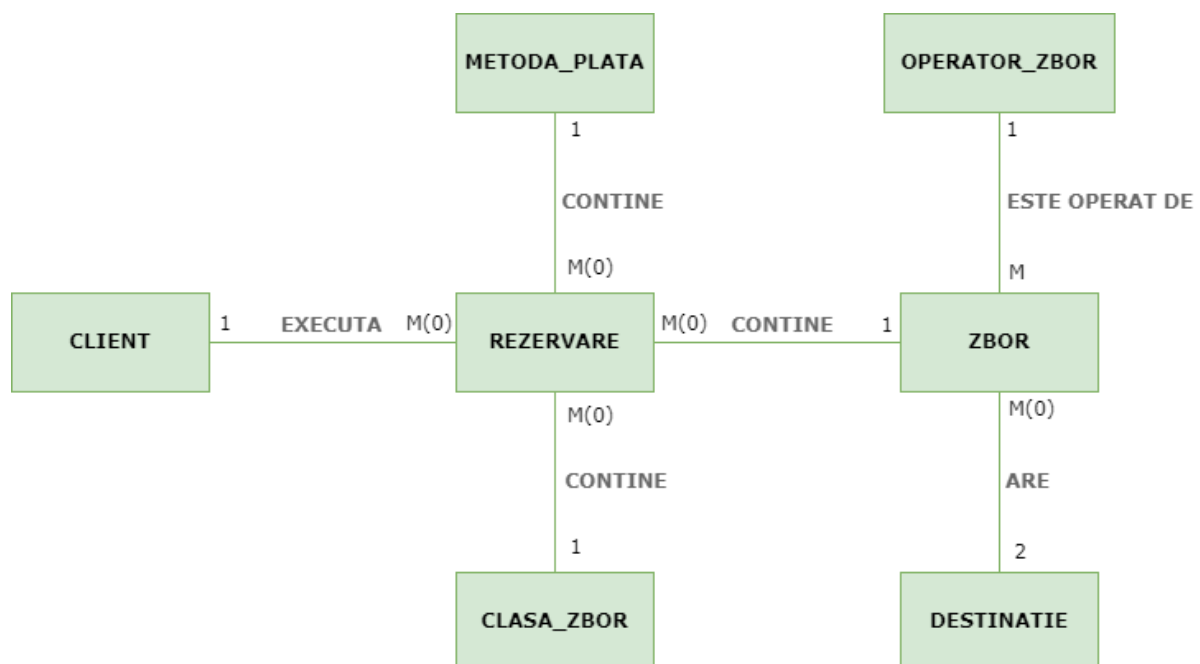 METODA_PLATA
OPERATOR_ZBOR
1
1
CONTINE
ESTE OPERAT DE
M(0)
M
CLIENT
1
EXECUTA
M(0)
REZERVARE
M(0)
CONTINE
1
ZBOR
M(0)
M(0)
CONTINE
ARE
1
2
CLASA_ZBOR
DESTINATIE